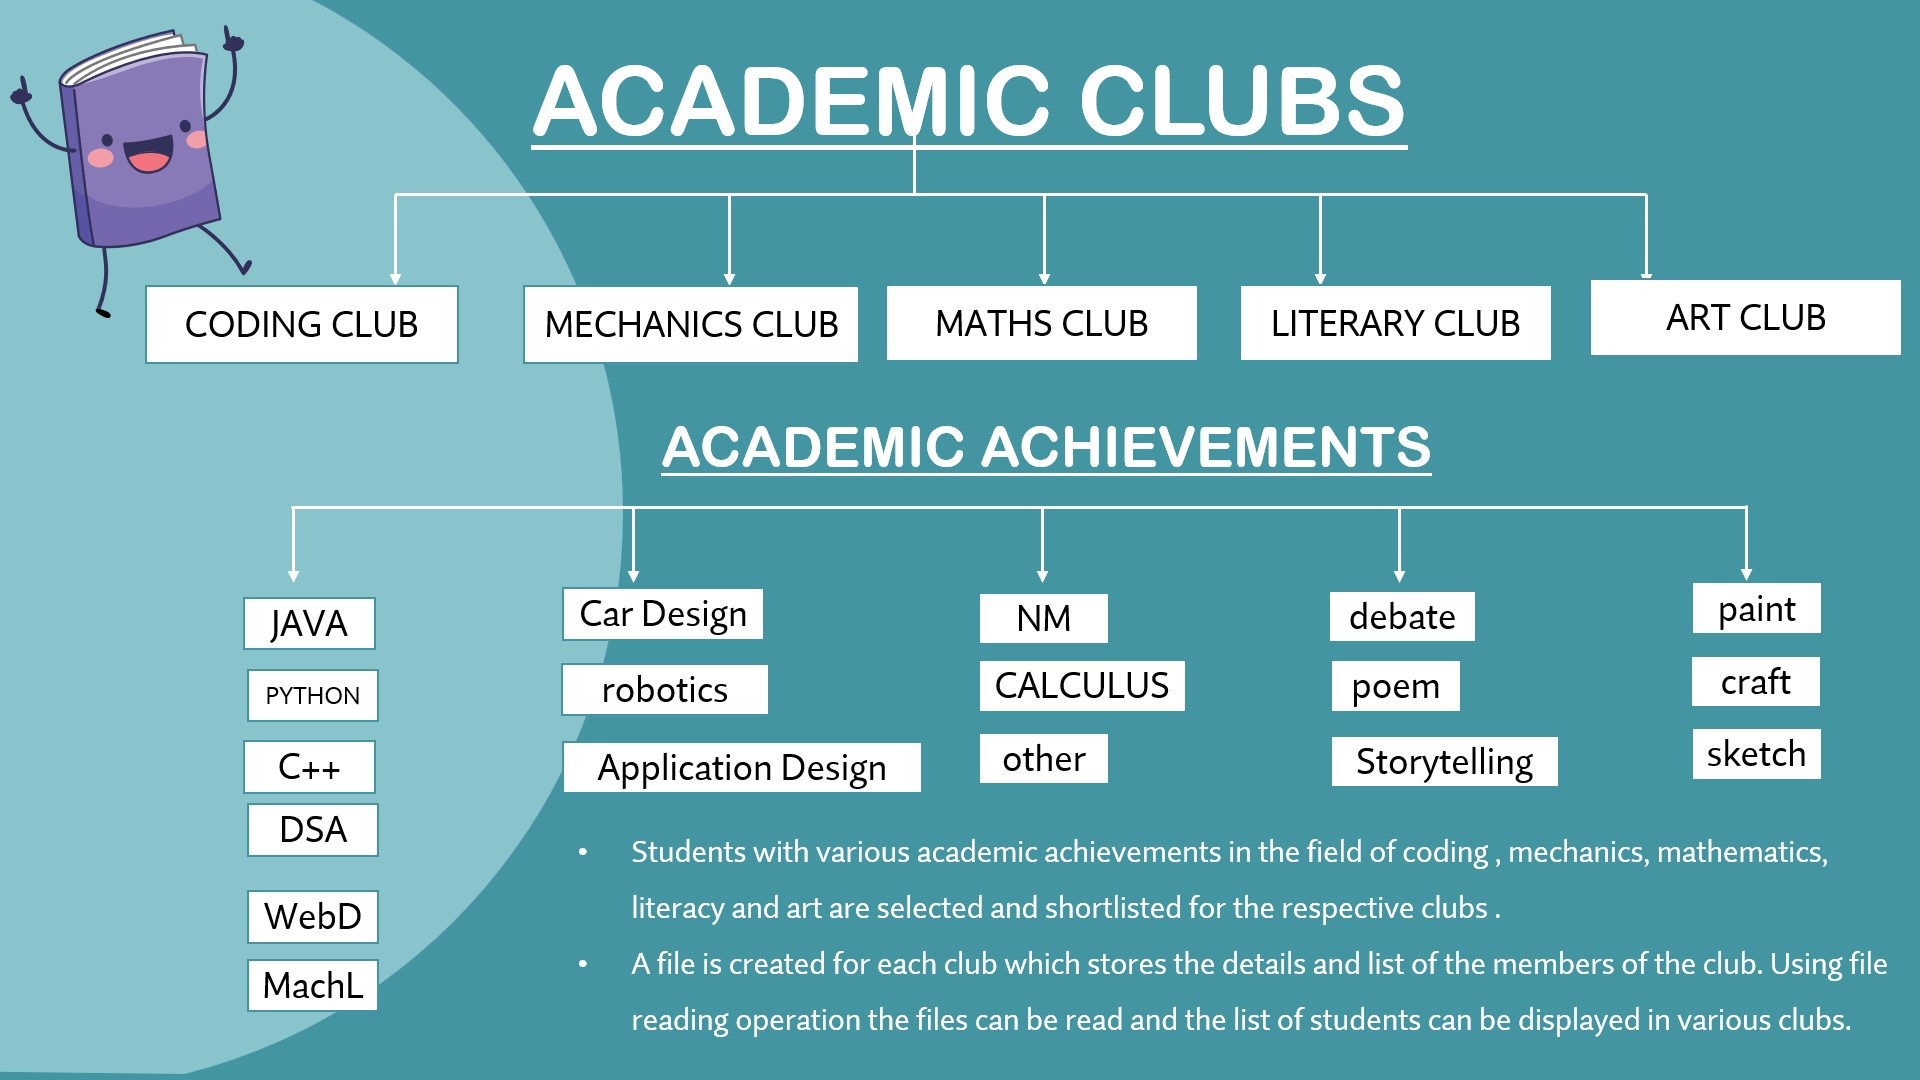 ACADEMIC CLUBS
CODING CLUB
MECHANICS CLUB
MATHS CLUB
LITERARY CLUB
ART CLUB
ACADEMIC ACHIEVEMENTS
JAVA
PYTHON
C++
DSA
WebD
MachL
Car Design
robotics
Application Design
NM
CALCULUS
other
debate
poem
Storytelling
paint
craft
sketch
• Students with various academic achievements in the field of coding , mechanics, mathematics,
literacy and art are selected and shortlisted for the respective clubs .
• A file is created for each club which stores the details and list of the members of the club. Using file
reading operation the files can be read and the list of students can be displayed in various clubs.